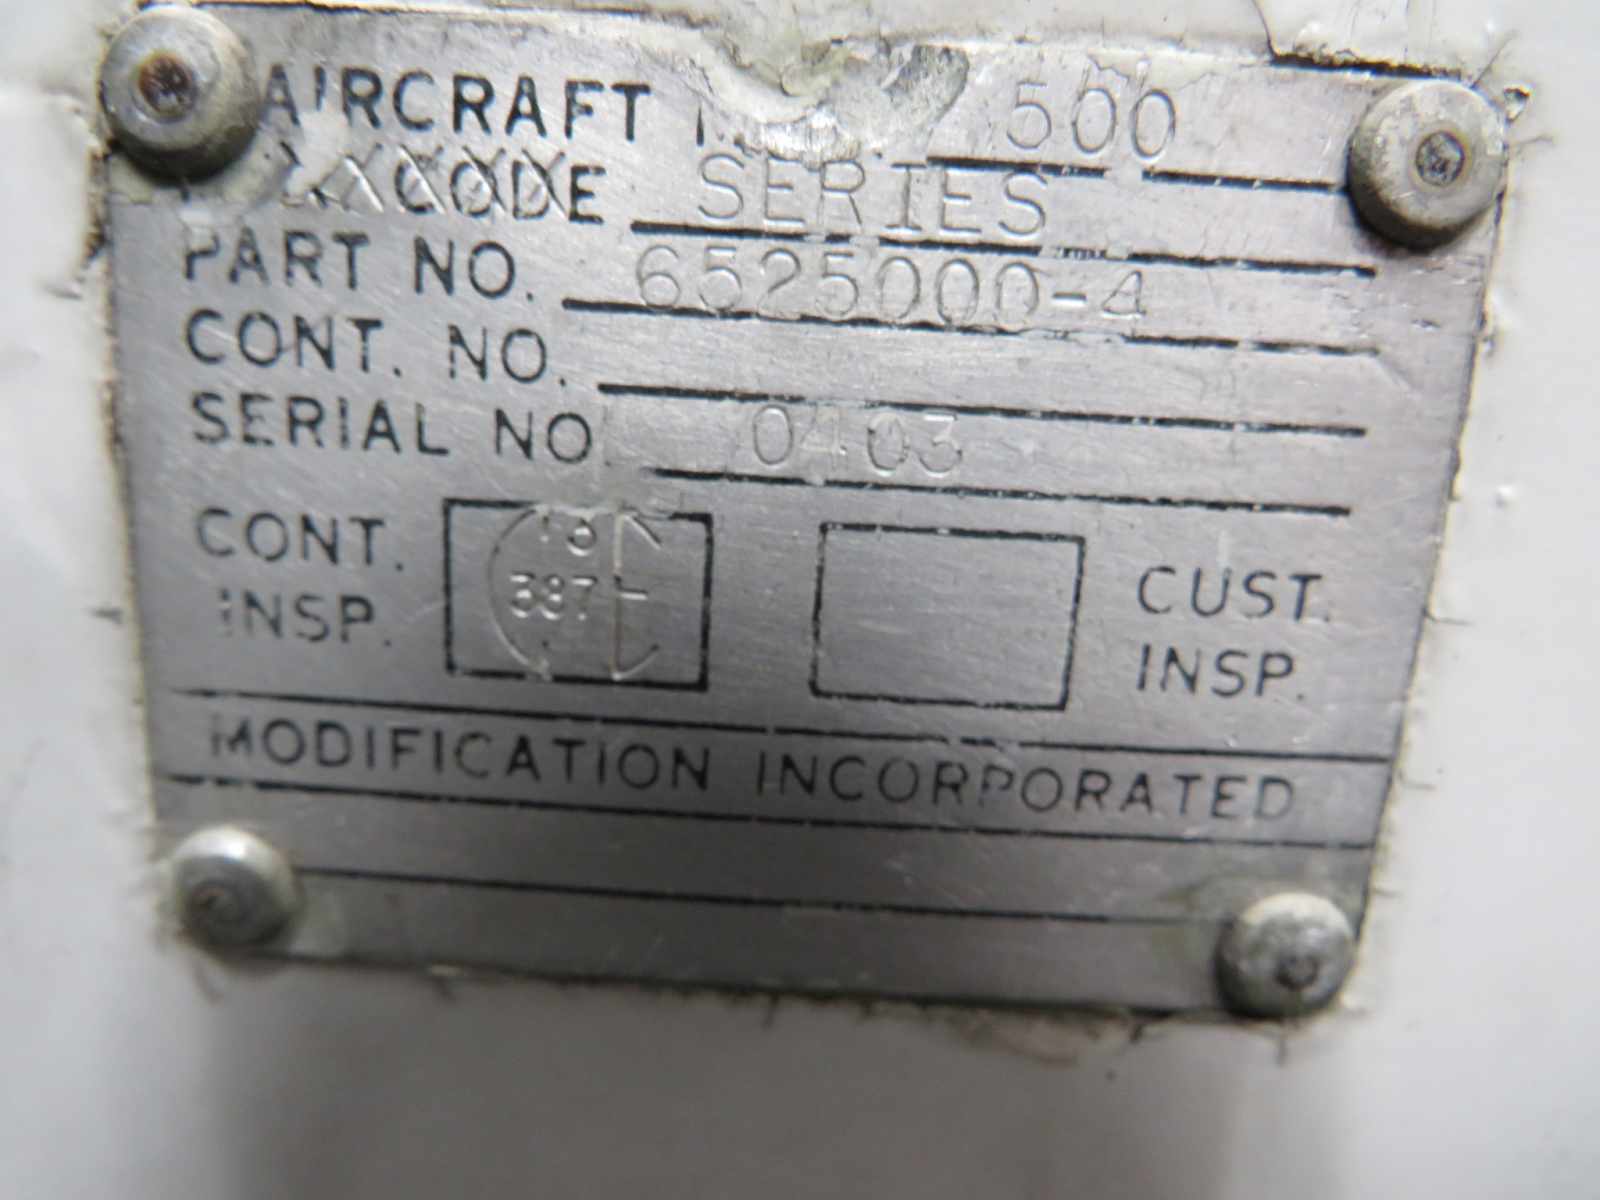 AIRCRAFT 500
CODE SERIES
PART NO. 6525000-4
CONT. NO.
SERIAL NO 0403
CONT. INSP.
387
CUST. INSP.
MODIFICATION INCORPORATED